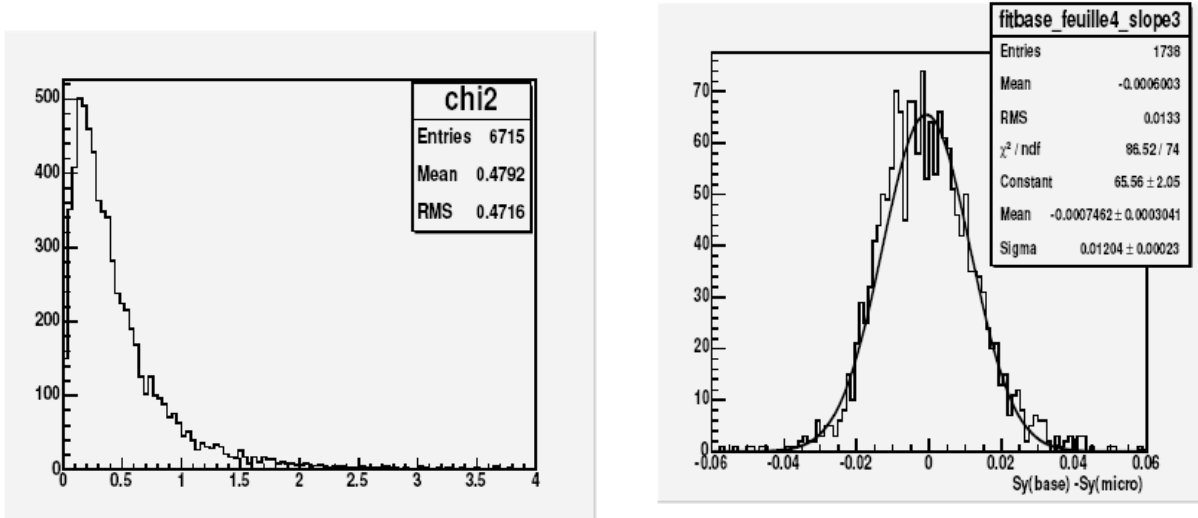 chi2
Entries 6715
Mean 0.4792
RMS 0.4716
500
400
300
200
100
0
0 0.5 1 1.5 2 2.5 3 3.5 4
fitbase_feuille4_slope3
Entries 1738
Mean -0.0006003
RMS 0.0133
χ² / ndf 86.52 / 74
Constant 65.56 ± 2.05
Mean -0.0007462 ± 0.0003041
Sigma 0.01204 ± 0.00023
70
60
50
40
30
20
10
0
-0.06 -0.04 -0.02 0 0.02 0.04 0.06
Sy(base) -Sy(micro)